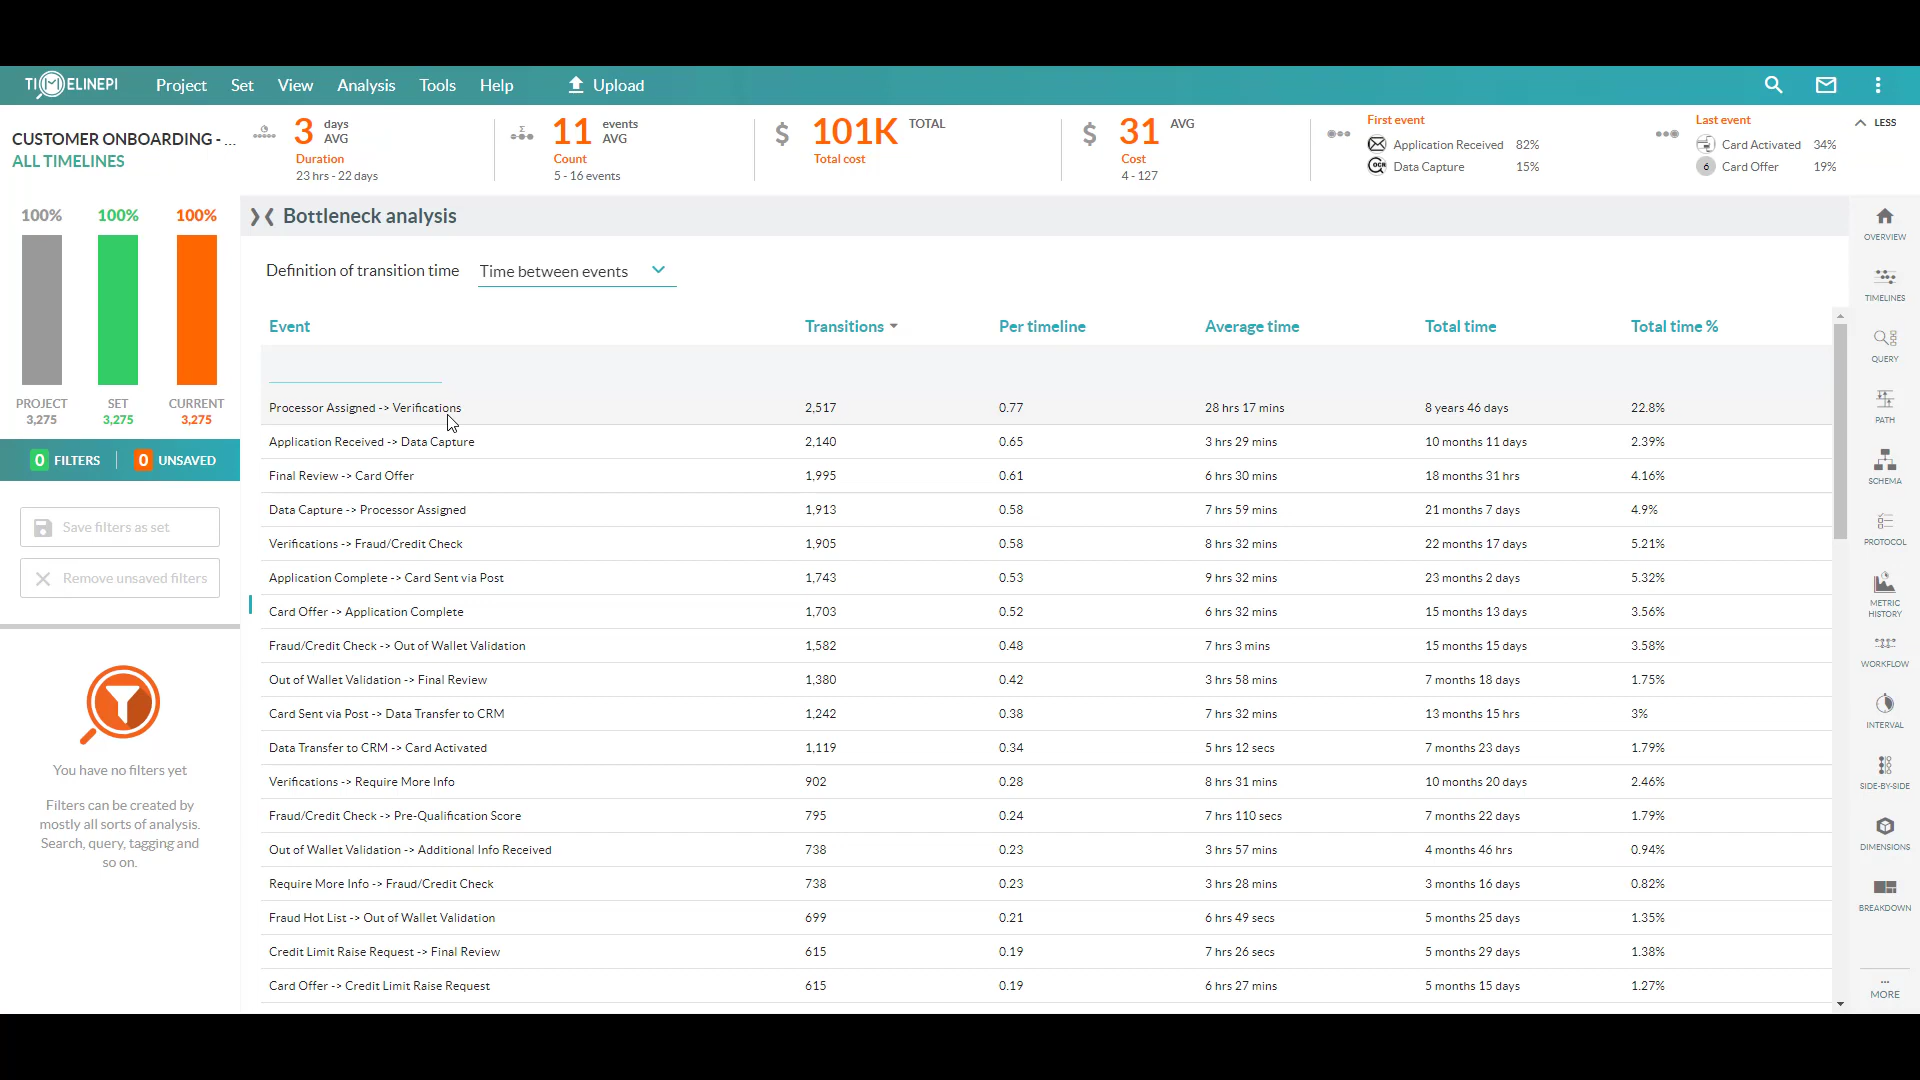 TIMELINEPI
Project Set View Analysis Tools Help Upload
CUSTOMER ONBOARDING - ...
ALL TIMELINES
3 days AVG
Duration
23 hrs - 22 days
11 events AVG
Count
5 - 16 events
$ 101K TOTAL
Total cost
$ 31 AVG
Cost
4 - 127
First event
Application Received 82%
OCR Data Capture 15%
Last event
Card Activated 34%
6 Card Offer 19%
LESS
100% 100% 100%
PROJECT SET CURRENT
3,275 3,275 3,275
0 FILTERS 0 UNSAVED
Save filters as set
Remove unsaved filters
You have no filters yet
Filters can be created by
mostly all sorts of analysis.
Search, query, tagging and
so on.
Bottleneck analysis
Definition of transition time Time between events
Event Transitions Per timeline Average time Total time Total time %
Processor Assigned -> Verifications 2,517 0.77 28 hrs 17 mins 8 years 46 days 22.8%
Application Received -> Data Capture 2,140 0.65 3 hrs 29 mins 10 months 11 days 2.39%
Final Review -> Card Offer 1,995 0.61 6 hrs 30 mins 18 months 31 hrs 4.16%
Data Capture -> Processor Assigned 1,913 0.58 7 hrs 59 mins 21 months 7 days 4.9%
Verifications -> Fraud/Credit Check 1,905 0.58 8 hrs 32 mins 22 months 17 days 5.21%
Application Complete -> Card Sent via Post 1,743 0.53 9 hrs 32 mins 23 months 2 days 5.32%
Card Offer -> Application Complete 1,703 0.52 6 hrs 32 mins 15 months 13 days 3.56%
Fraud/Credit Check -> Out of Wallet Validation 1,582 0.48 7 hrs 3 mins 15 months 15 days 3.58%
Out of Wallet Validation -> Final Review 1,380 0.42 3 hrs 58 mins 7 months 18 days 1.75%
Card Sent via Post -> Data Transfer to CRM 1,242 0.38 7 hrs 32 mins 13 months 15 hrs 3%
Data Transfer to CRM -> Card Activated 1,119 0.34 5 hrs 12 secs 7 months 23 days 1.79%
Verifications -> Require More Info 902 0.28 8 hrs 31 mins 10 months 20 days 2.46%
Fraud/Credit Check -> Pre-Qualification Score 795 0.24 7 hrs 110 secs 7 months 22 days 1.79%
Out of Wallet Validation -> Additional Info Received 738 0.23 3 hrs 57 mins 4 months 46 hrs 0.94%
Require More Info -> Fraud/Credit Check 738 0.23 3 hrs 28 mins 3 months 16 days 0.82%
Fraud Hot List -> Out of Wallet Validation 699 0.21 6 hrs 49 secs 5 months 25 days 1.35%
Credit Limit Raise Request -> Final Review 615 0.19 7 hrs 26 secs 5 months 29 days 1.38%
Card Offer -> Credit Limit Raise Request 615 0.19 6 hrs 27 mins 5 months 15 days 1.27%
OVERVIEW
TIMELINES
QUERY
PATH
SCHEMA
PROTOCOL
METRIC
HISTORY
WORKFLOW
INTERVAL
SIDE-BY-SIDE
DIMENSIONS
BREAKDOWN
...
MORE